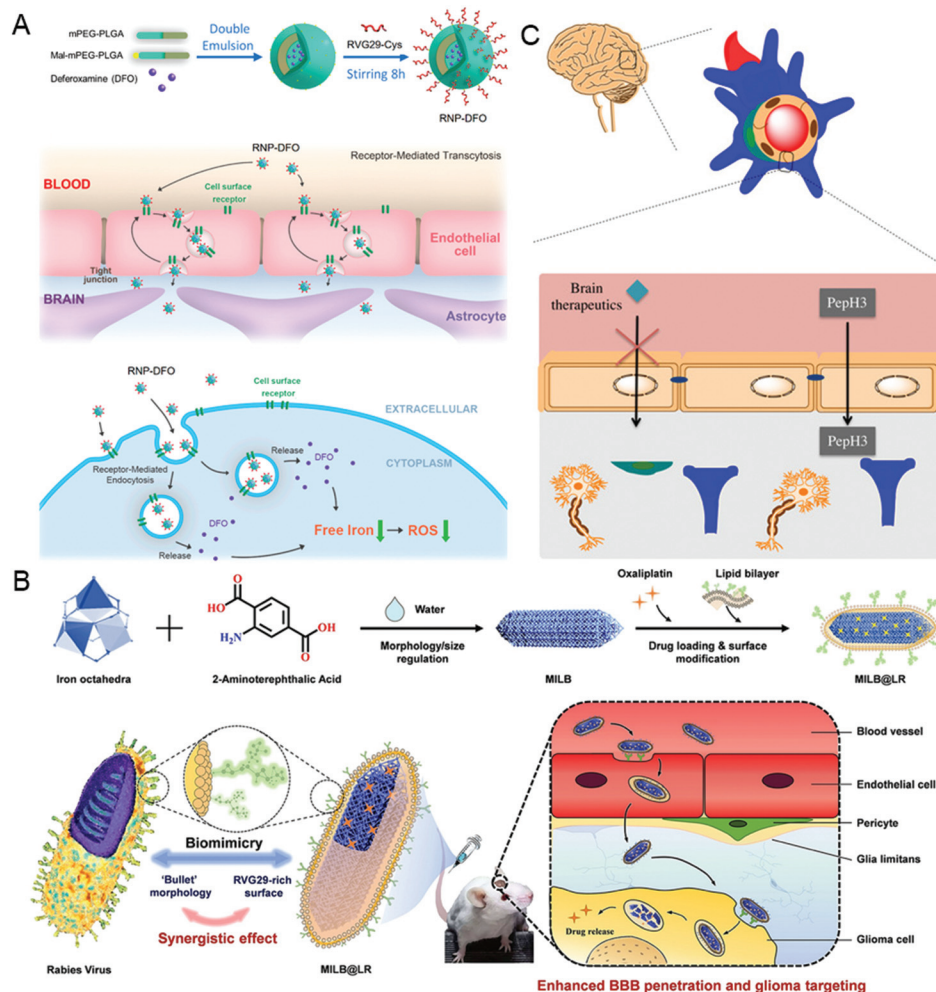 A
mPEG-PLGA
Mal-mPEG-PLGA
Deferoxamine (DFO)
Double
Emulsion
RVG29-Cys
Stirring 8h
RNP-DFO
RNP-DFO
Receptor-Mediated Transcytosis
BLOOD
Cell surface
receptor
Endothelial
cell
Tight
junction
BRAIN
Astrocyte
RNP-DFO
Cell surface
receptor
EXTRACELLULAR
CYTOPLASM
Receptor-Mediated
Endocytosis
Release
DFO
DFO
Release
Free Iron
ROS
C
Brain
therapeutics
PepH3
PepH3
B
Iron octahedra
HO
O
H₂N
OH
O
2-Aminoterephthalic Acid
Water
Morphology/size
regulation
MILB
Oxaliplatin
Lipid bilayer
Drug loading & surface
modification
MILB@LR
Biomimicry
'Bullet'
morphology
RVG29-rich
surface
Synergistic effect
Rabies Virus
MILB@LR
Blood vessel
Endothelial cell
Pericyte
Glia limitans
Drug release
Glioma cell
Enhanced BBB penetration and glioma targeting